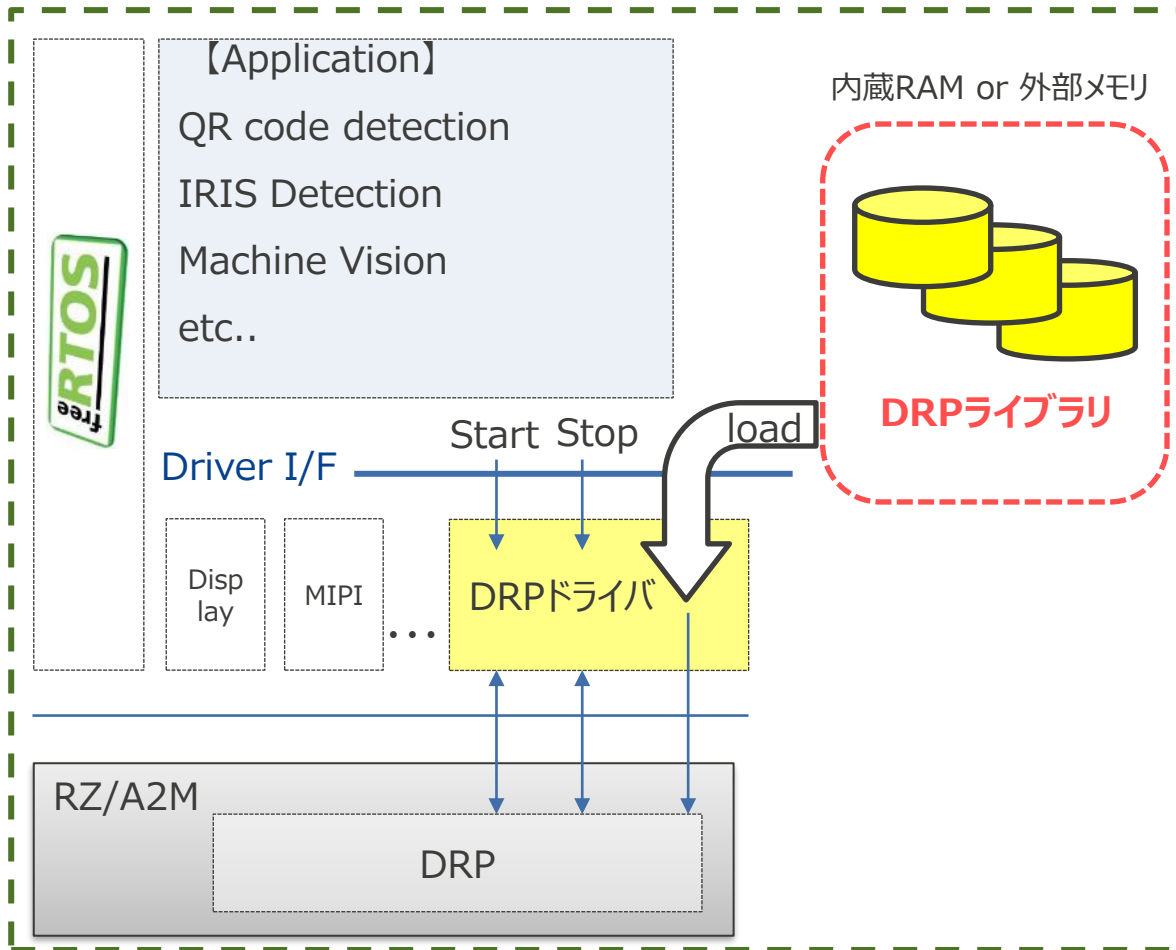 【Application】
QR code detection
IRIS Detection
Machine Vision
etc..
内蔵RAM or 外部メモリ
DRPライブラリ
free
RTOS
Start Stop
load
Driver I/F
Disp
lay
MIPI
・・・
DRPドライバ
RZ/A2M
DRP